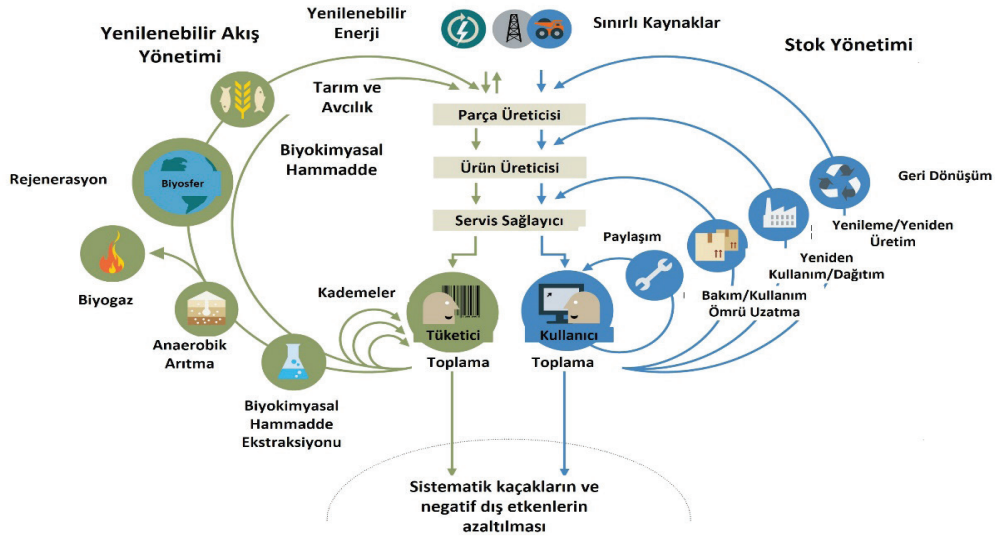 Yenilenebilir Akış
Yönetimi
Yenilenebilir
Enerji
Sınırlı Kaynaklar
Stok Yönetimi
Tarım ve
Avcılık
Parça Üreticisi
Biyokimyasal
Hammadde
Ürün Üreticisi
Rejenerasyon
Biyosfer
Geri Dönüşüm
Servis Sağlayıcı
Yenileme/Yeniden
Üretim
Paylaşım
Yeniden
Kullanım/Dağıtım
Biyogaz
Kademeler
Bakım/Kullanım
Ömrü Uzatma
Tüketici
Kullanıcı
Anaerobik
Arıtma
Toplama
Toplama
Biyokimyasal
Hammadde
Ekstraksiyonu
Sistematik kaçakların ve
negatif dış etkenlerin
azaltılması